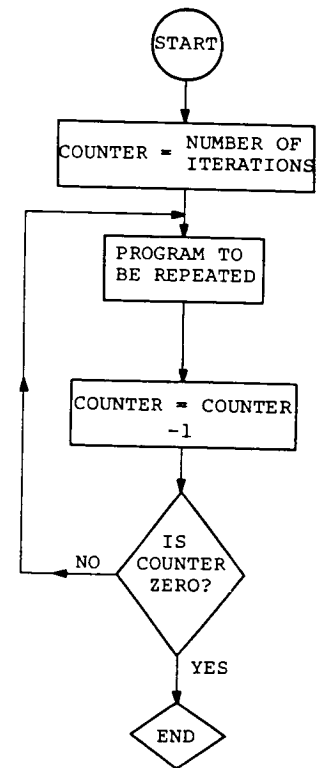 START
COUNTER = NUMBER OF
ITERATIONS
PROGRAM TO
BE REPEATED
COUNTER = COUNTER
-1
IS
COUNTER
ZERO?
NO
YES
END